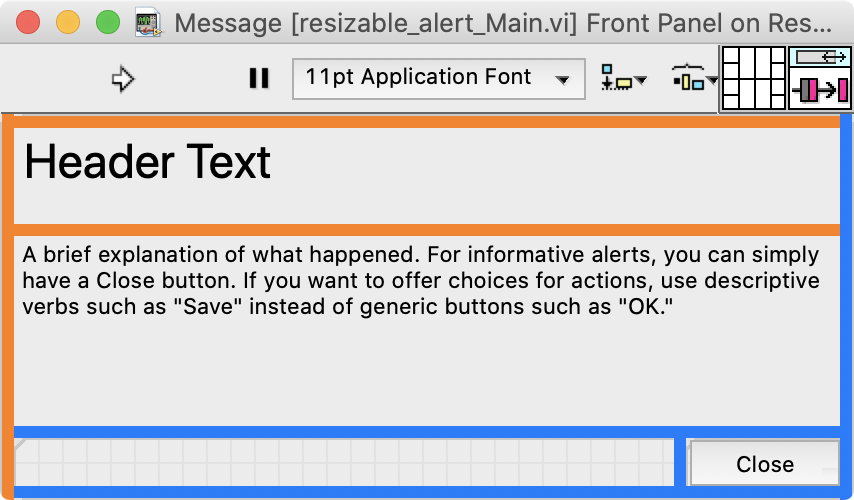 Message [resizable_alert_Main.vi] Front Panel on Res...
11pt Application Font
Header Text
A brief explanation of what happened. For informative alerts, you can simply
have a Close button. If you want to offer choices for actions, use descriptive
verbs such as "Save" instead of generic buttons such as "OK."
Close